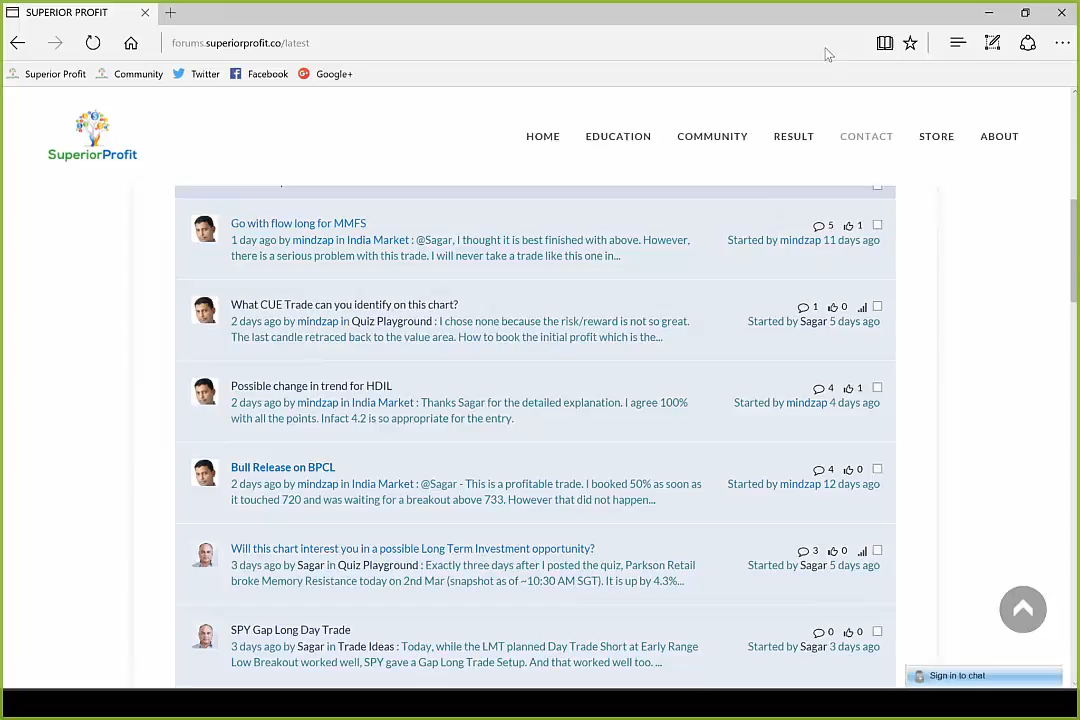 SUPERIOR PROFIT
forums.superiorprofit.co/latest
Superior Profit Community Twitter Facebook Google+
SuperiorProfit
HOME EDUCATION COMMUNITY RESULT CONTACT STORE ABOUT
Go with flow long for MMFS
5 1
1 day ago by mindzap in India Market : @Sagar, I thought it is best finished with above. However,
Started by mindzap 11 days ago
there is a serious problem with this trade. I will never take a trade like this one in...
What CUE Trade can you identify on this chart?
1 0
2 days ago by mindzap in Quiz Playground : I chose none because the risk/reward is not so great.
Started by Sagar 5 days ago
The last candle retraced back to the value area. How to book the initial profit which is the...
Possible change in trend for HDIL
4 1
2 days ago by mindzap in India Market : Thanks Sagar for the detailed explanation. I agree 100%
Started by mindzap 4 days ago
with all the points. Infact 4.2 is so appropriate for the entry.
Bull Release on BPCL
4 0
2 days ago by mindzap in India Market : @Sagar - This is a profitable trade. I booked 50% as soon as
Started by mindzap 12 days ago
it touched 720 and was waiting for a breakout above 733. However that did not happen...
Will this chart interest you in a possible Long Term Investment opportunity?
3 0
3 days ago by Sagar in Quiz Playground : Exactly three days after I posted the quiz, Parkson Retail
Started by Sagar 5 days ago
broke Memory Resistance today on 2nd Mar (snapshot as of ~10:30 AM SGT). It is up by 4.3%...
SPY Gap Long Day Trade
0 0
3 days ago by Sagar in Trade Ideas : Today, while the LMT planned Day Trade Short at Early Range
Started by Sagar 3 days ago
Low Breakout worked well, SPY gave a Gap Long Trade Setup. And that worked well too. ...
Sign in to chat